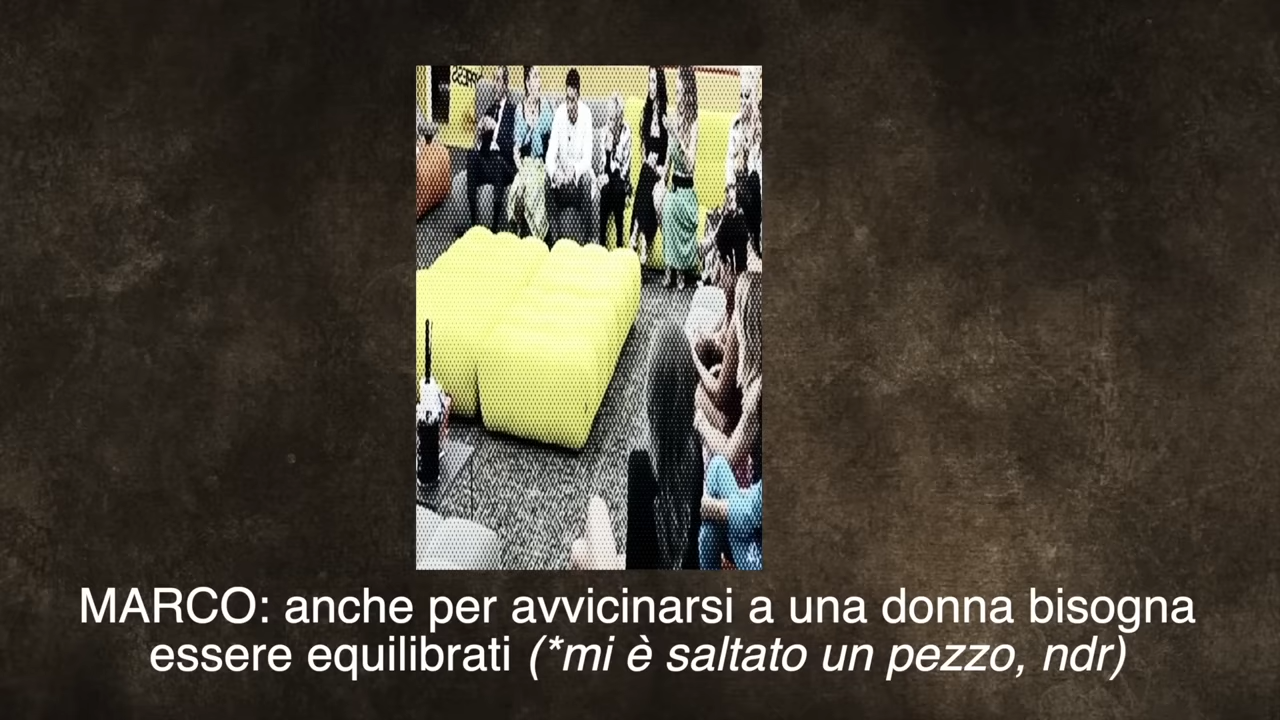 MARCO: anche per avvicinarsi a una donna bisogna
essere equilibrati (*mi è saltato un pezzo, ndr)